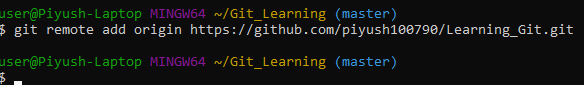 user@Piyush-Laptop MINGW64 ~/Git_Learning (master)
$ git remote add origin https://github.com/piyush100790/Learning_Git.git
user@Piyush-Laptop MINGW64 ~/Git_Learning (master)
$